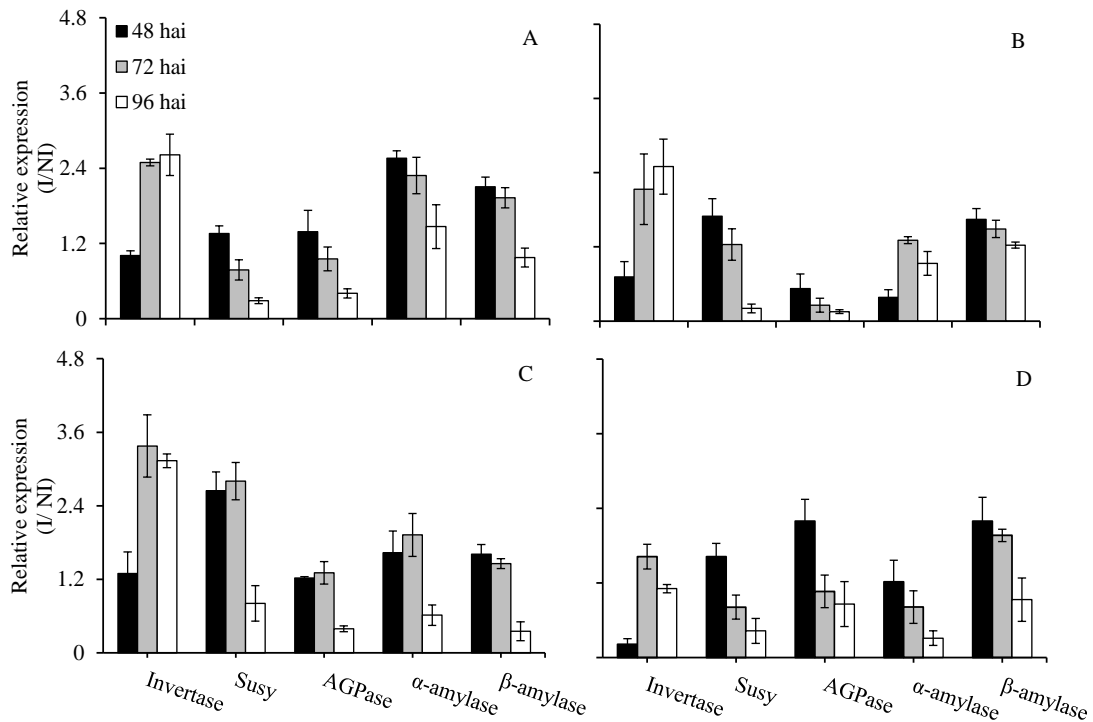 4.8
3.6
2.4
1.2
0
Relative expression
(I/NI)
48 hai
72 hai
96 hai
A
B
4.8
3.6
2.4
1.2
0
Relative expression
(I/ NI)
C
D
Invertase
Susy
AGPase
α-amylase
β-amylase
Invertase
Susy
AGPase
α-amylase
β-amylase